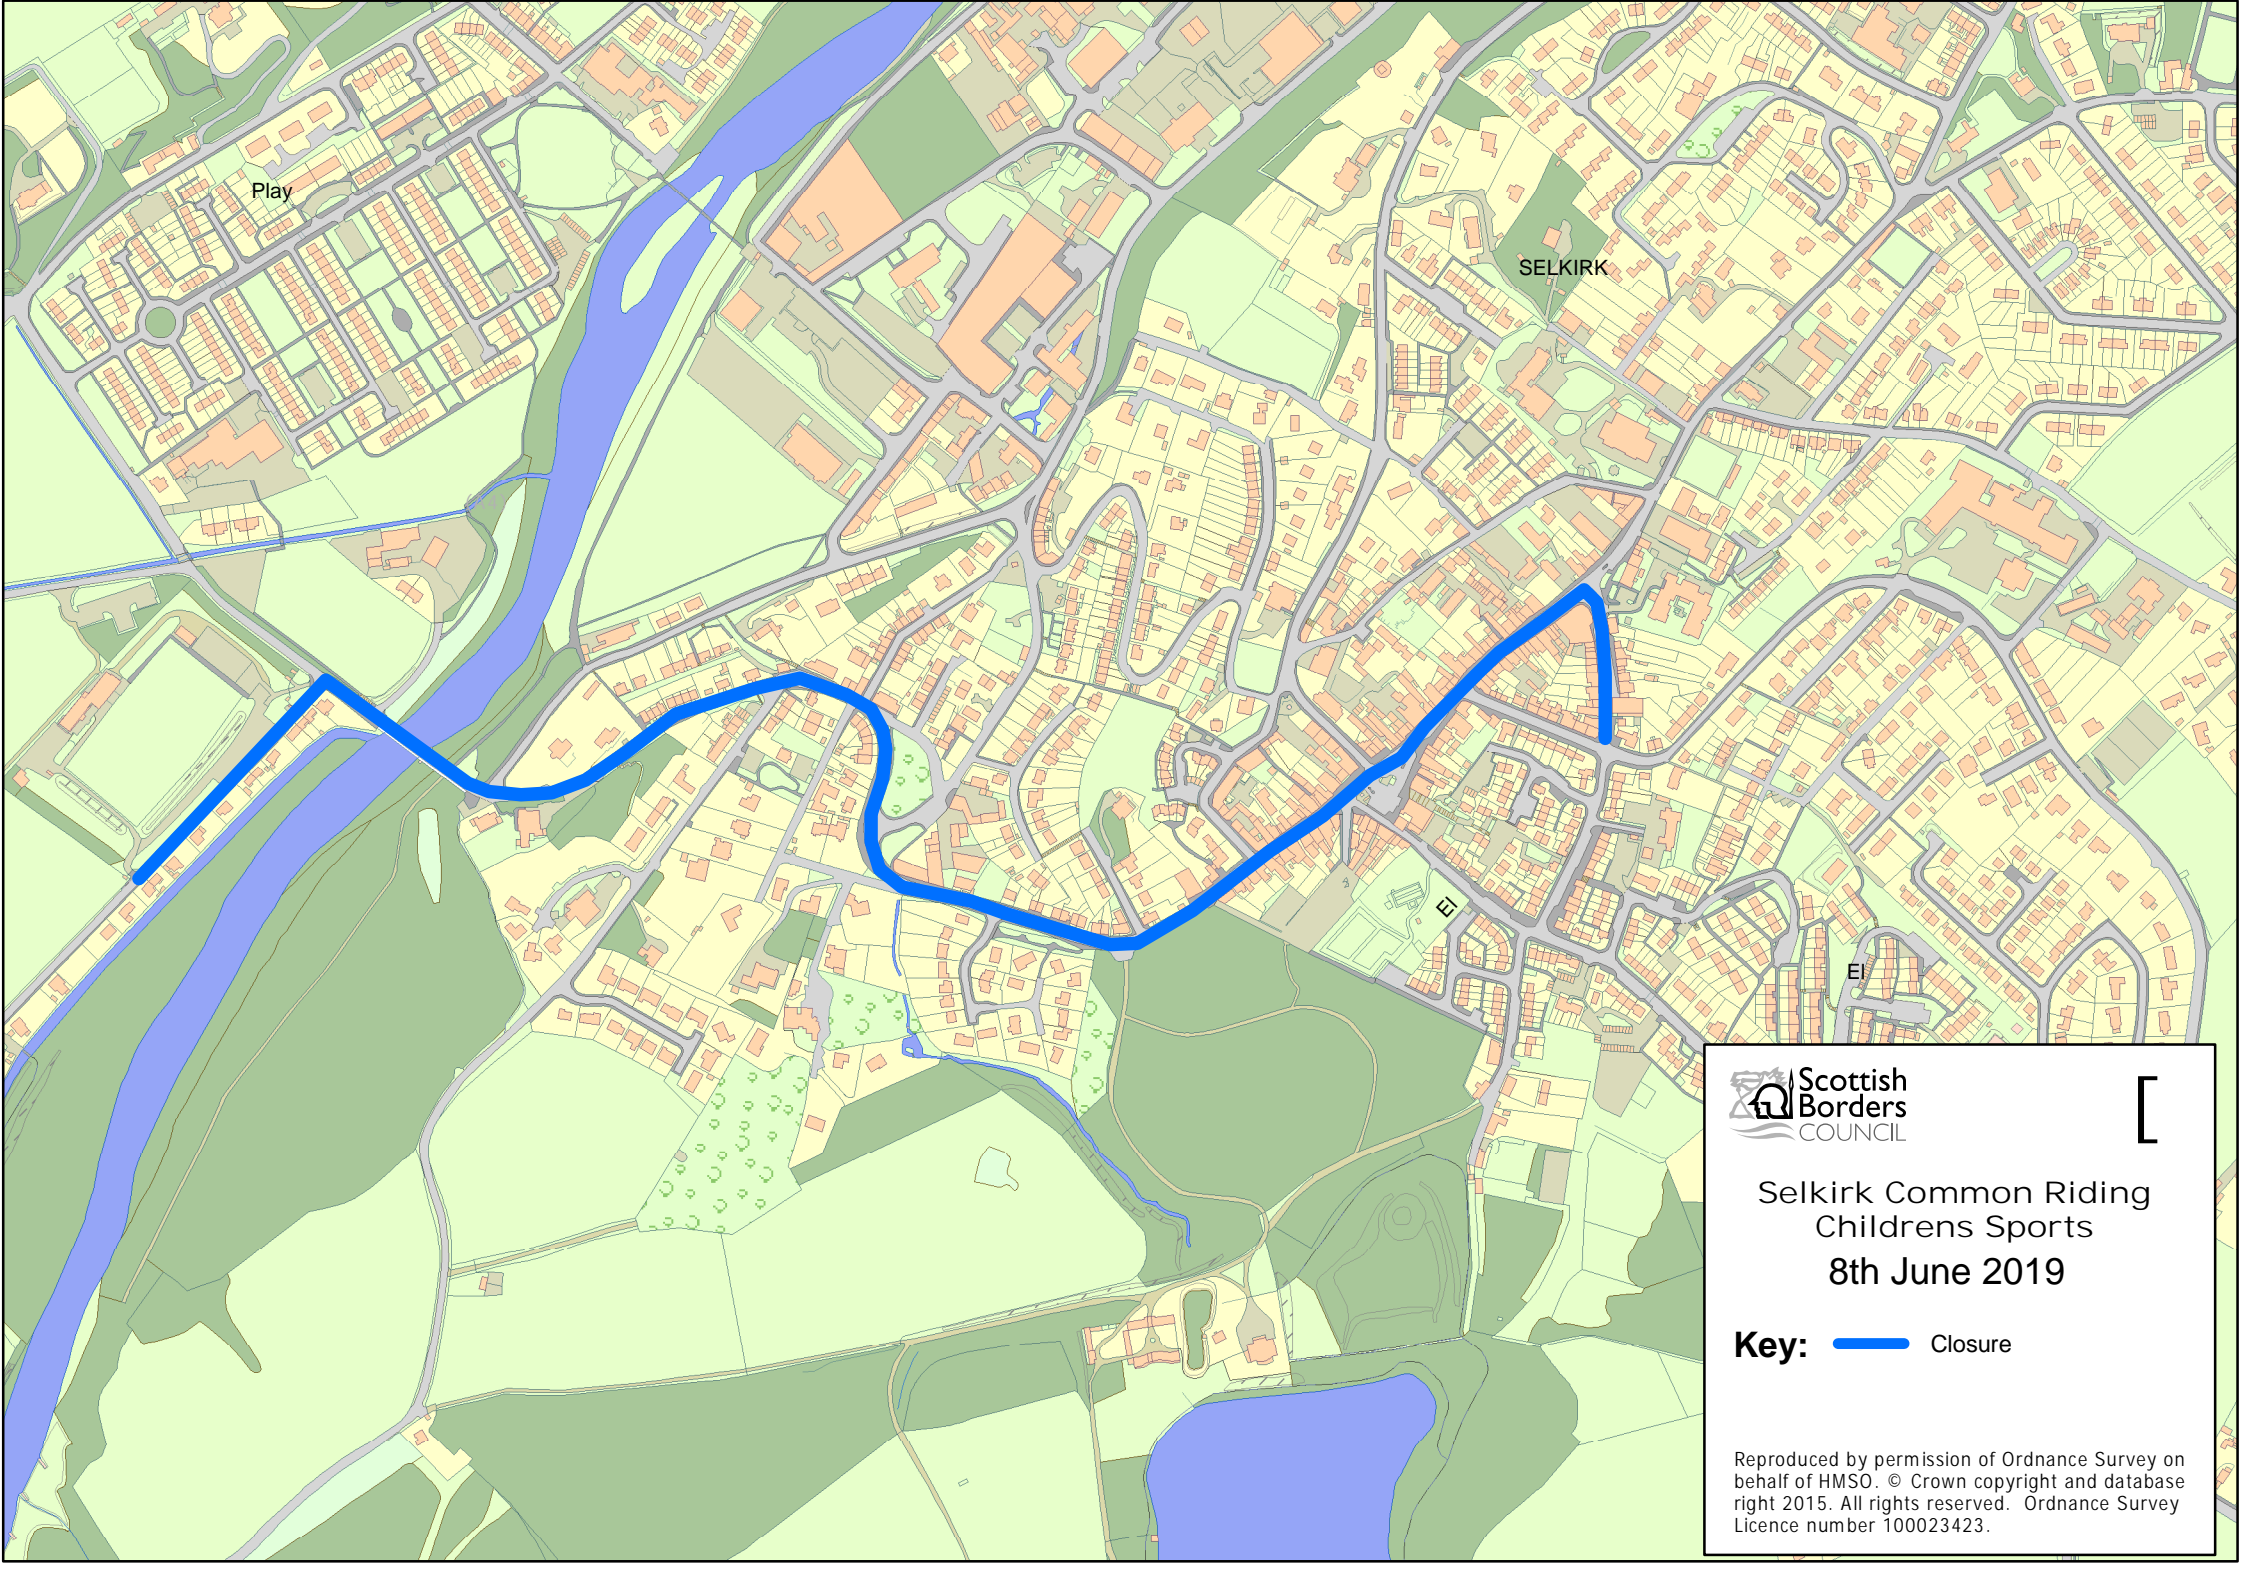 Play
SELKIRK
El
El
Scottish
Borders
COUNCIL
[
Selkirk Common Riding
Childrens Sports
8th June 2019
Key: Closure
Reproduced by permission of Ordnance Survey on
behalf of HMSO. © Crown copyright and database
right 2015. All rights reserved. Ordnance Survey
Licence number 100023423.